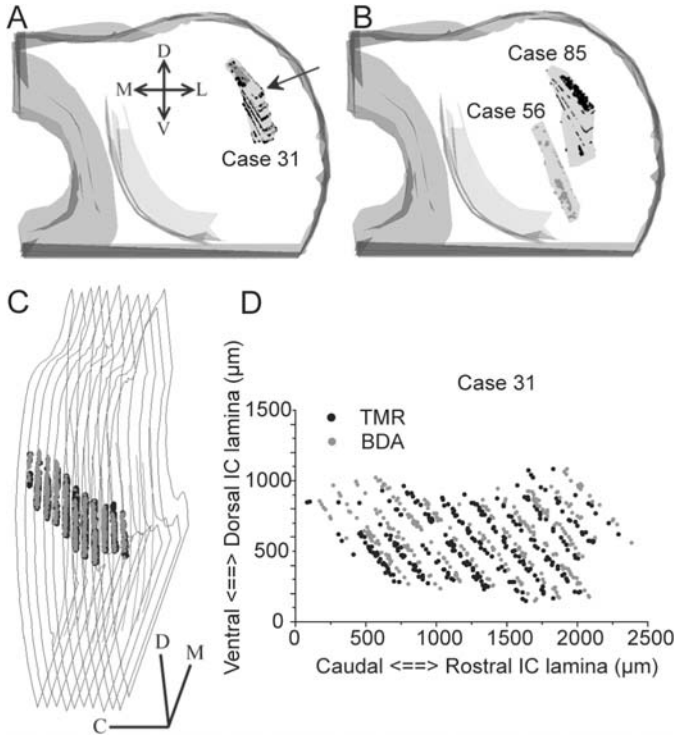 A
D
M L
V
Case 31
B
Case 85
Case 56
C
D
M
C
D
Case 31
TMR
BDA
Ventral <==> Dorsal IC lamina (µm)
1500
1000
500
0
0 500 1000 1500 2000 2500
Caudal <==> Rostral IC lamina (µm)